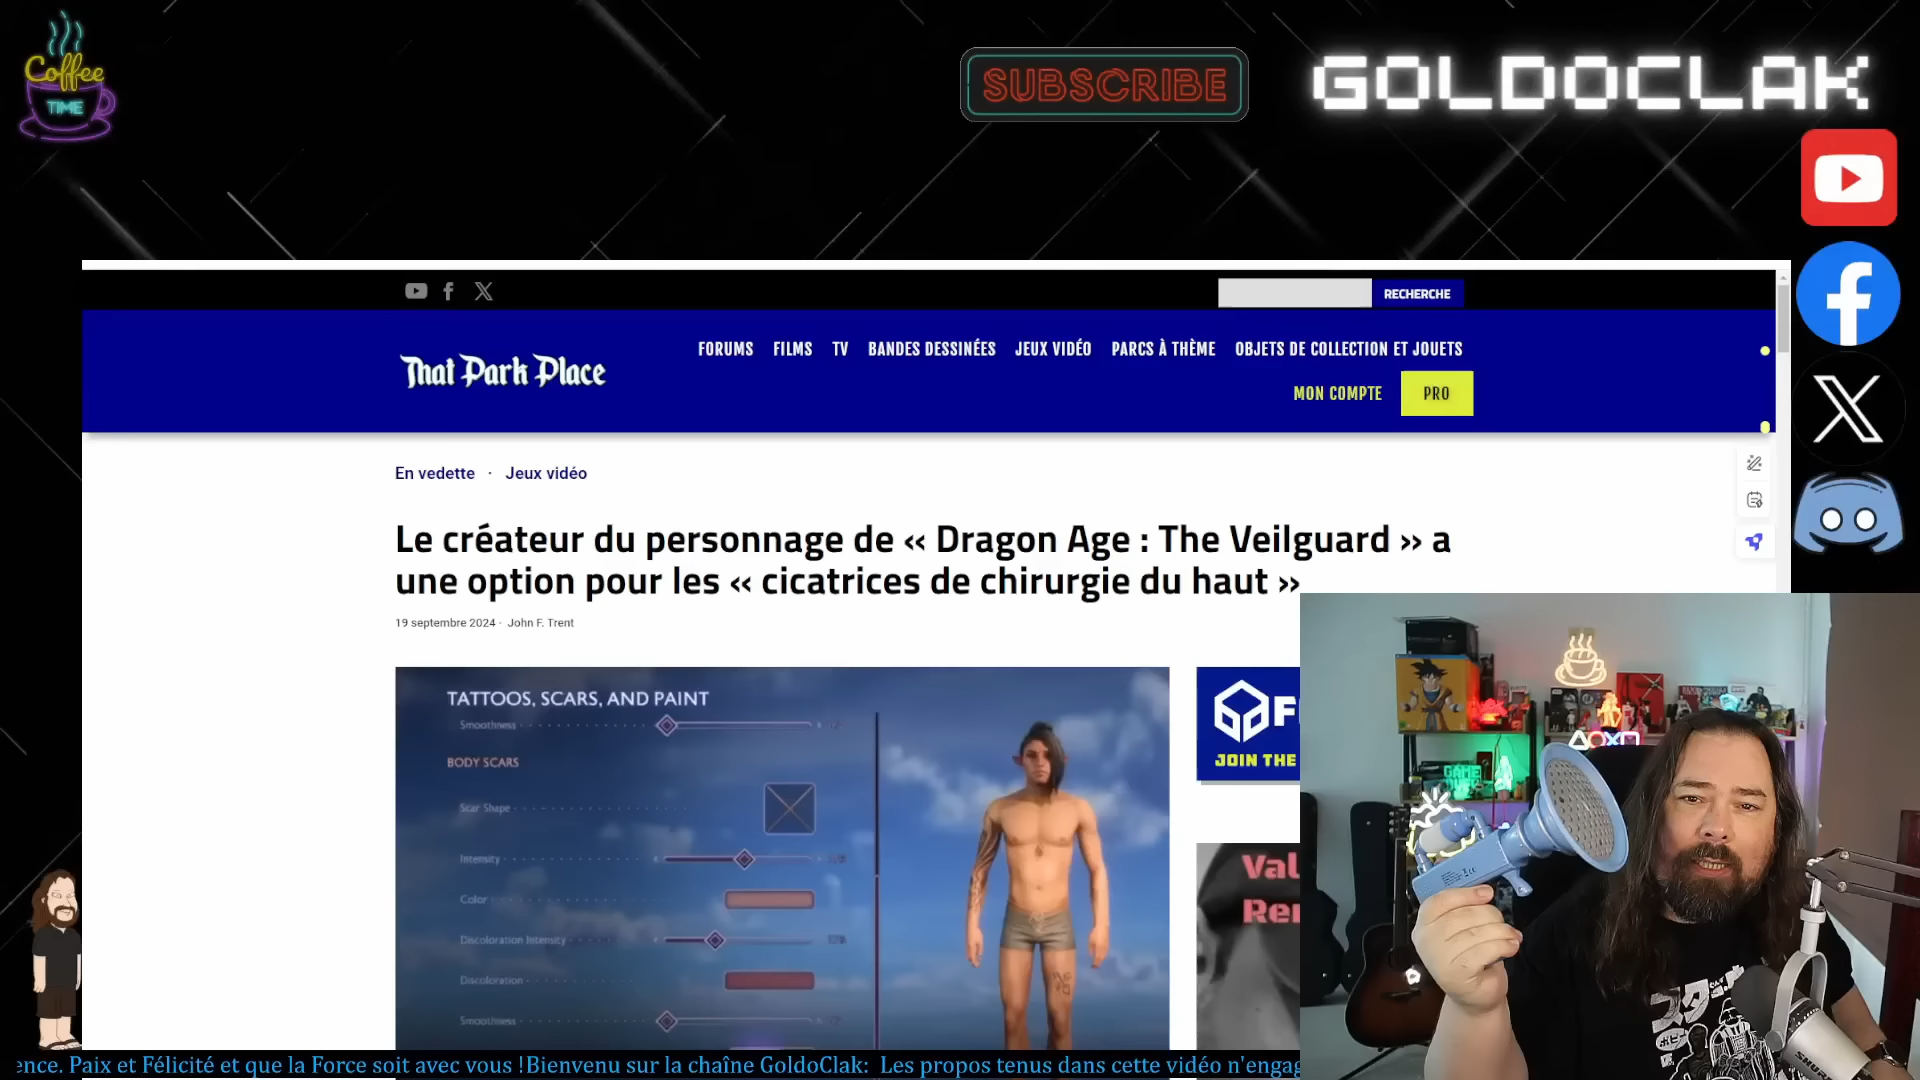 Coffee
TIME
SUBSCRIBE
GOLDOCLAK
RECHERCHE
That Park Place
FORUMS FILMS TV BANDES DESSINÉES JEUX VIDÉO PARCS À THÈME OBJETS DE COLLECTION ET JOUETS
MON COMPTE PRO
En vedette · Jeux vidéo
Le créateur du personnage de « Dragon Age : The Veilguard » a
une option pour les « cicatrices de chirurgie du haut »
19 septembre 2024 · John F. Trent
TATTOOS, SCARS, AND PAINT
Smoothness
BODY SCARS
Scar Shape
Intensity
Color
Discoloration Intensity
Discoloration
Smoothness
JOIN THE
GAME
SHURE
Paix et Félicité et que la Force soit avec vous !Bienvenu sur la chaîne GoldoClak: Les propos tenus dans cette vidéo